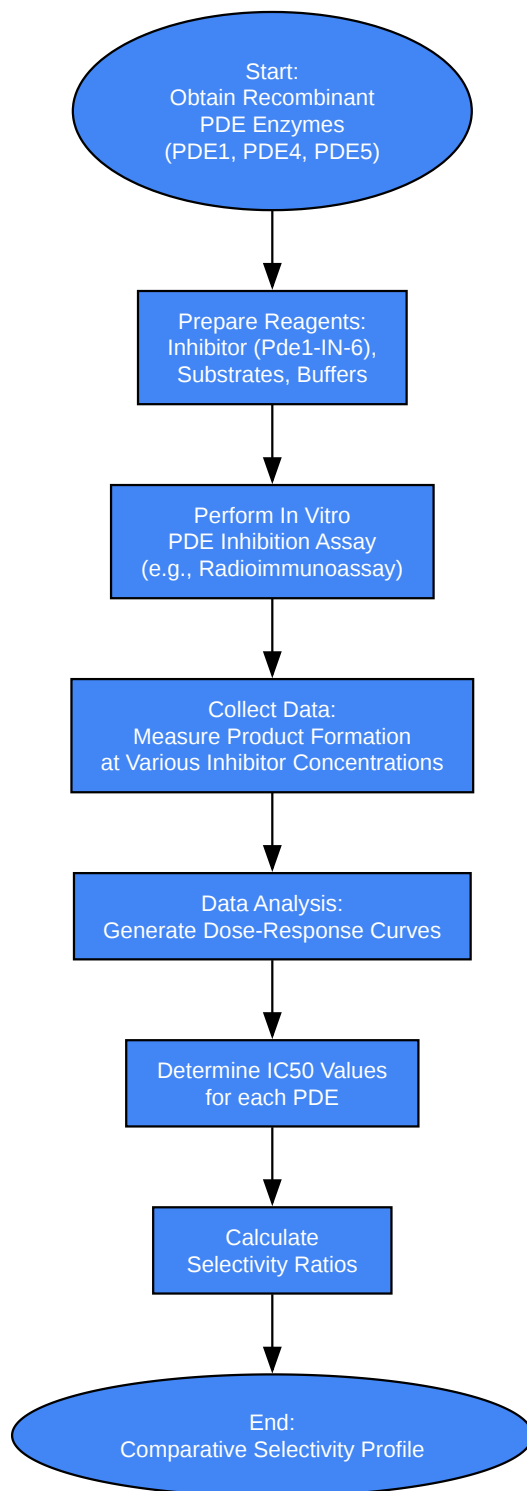 Start:
Obtain Recombinant
PDE Enzymes
(PDE1, PDE4, PDE5)
Prepare Reagents:
Inhibitor (Pde1-IN-6),
Substrates, Buffers
Perform In Vitro
PDE Inhibition Assay
(e.g., Radioimmunoassay)
Collect Data:
Measure Product Formation
at Various Inhibitor Concentrations
Data Analysis:
Generate Dose-Response Curves
Determine IC50 Values
for each PDE
Calculate
Selectivity Ratios
End:
Comparative Selectivity Profile